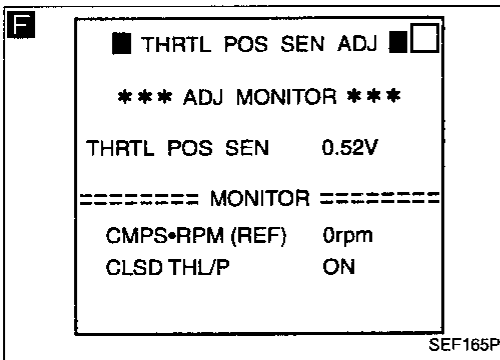 F
THRTL POS SEN ADJ
*** ADJ MONITOR ***
THRTL POS SEN 0.52V
======== MONITOR ========
CMPS•RPM (REF) 0rpm
CLSD THL/P ON
SEF165P